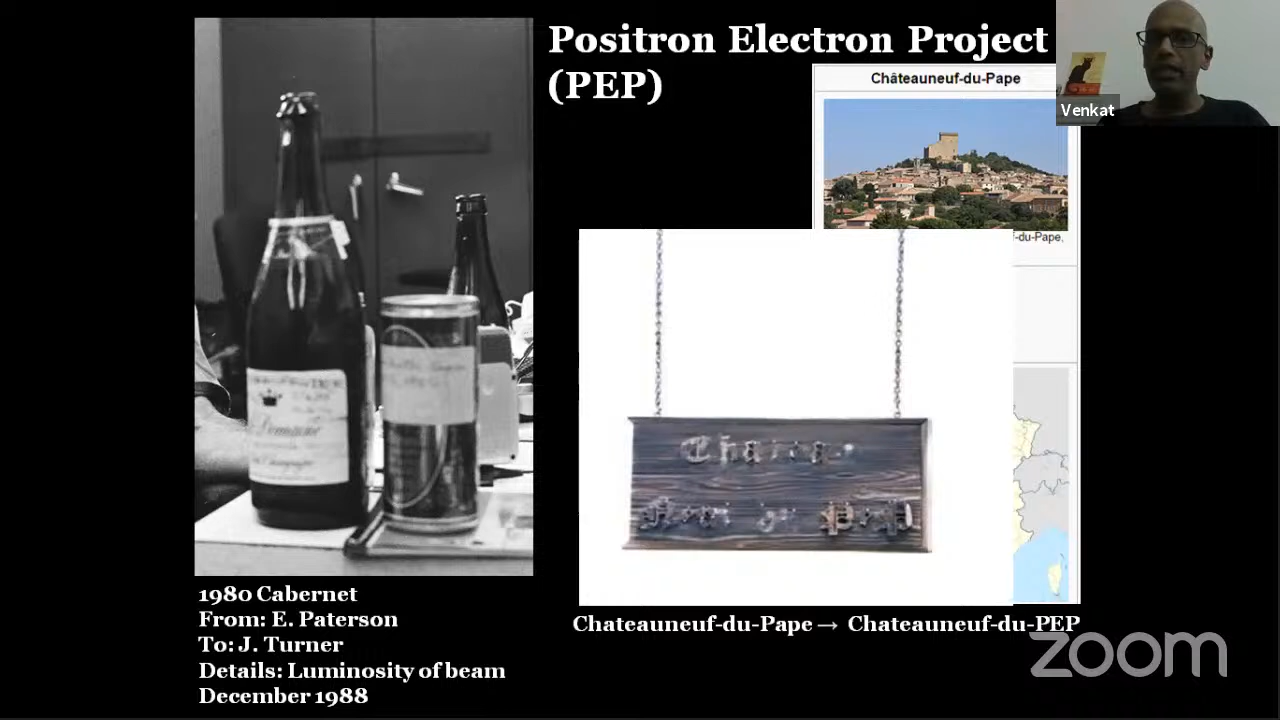 Positron Electron Project
(PEP)
Châteauneuf-du-Pape
Venkat
f-du-Pape,
1980 Cabernet
From: E. Paterson
To: J. Turner
Details: Luminosity of beam
December 1988
Chateauneuf-du-Pape → Chateauneuf-du-PEP
zoom